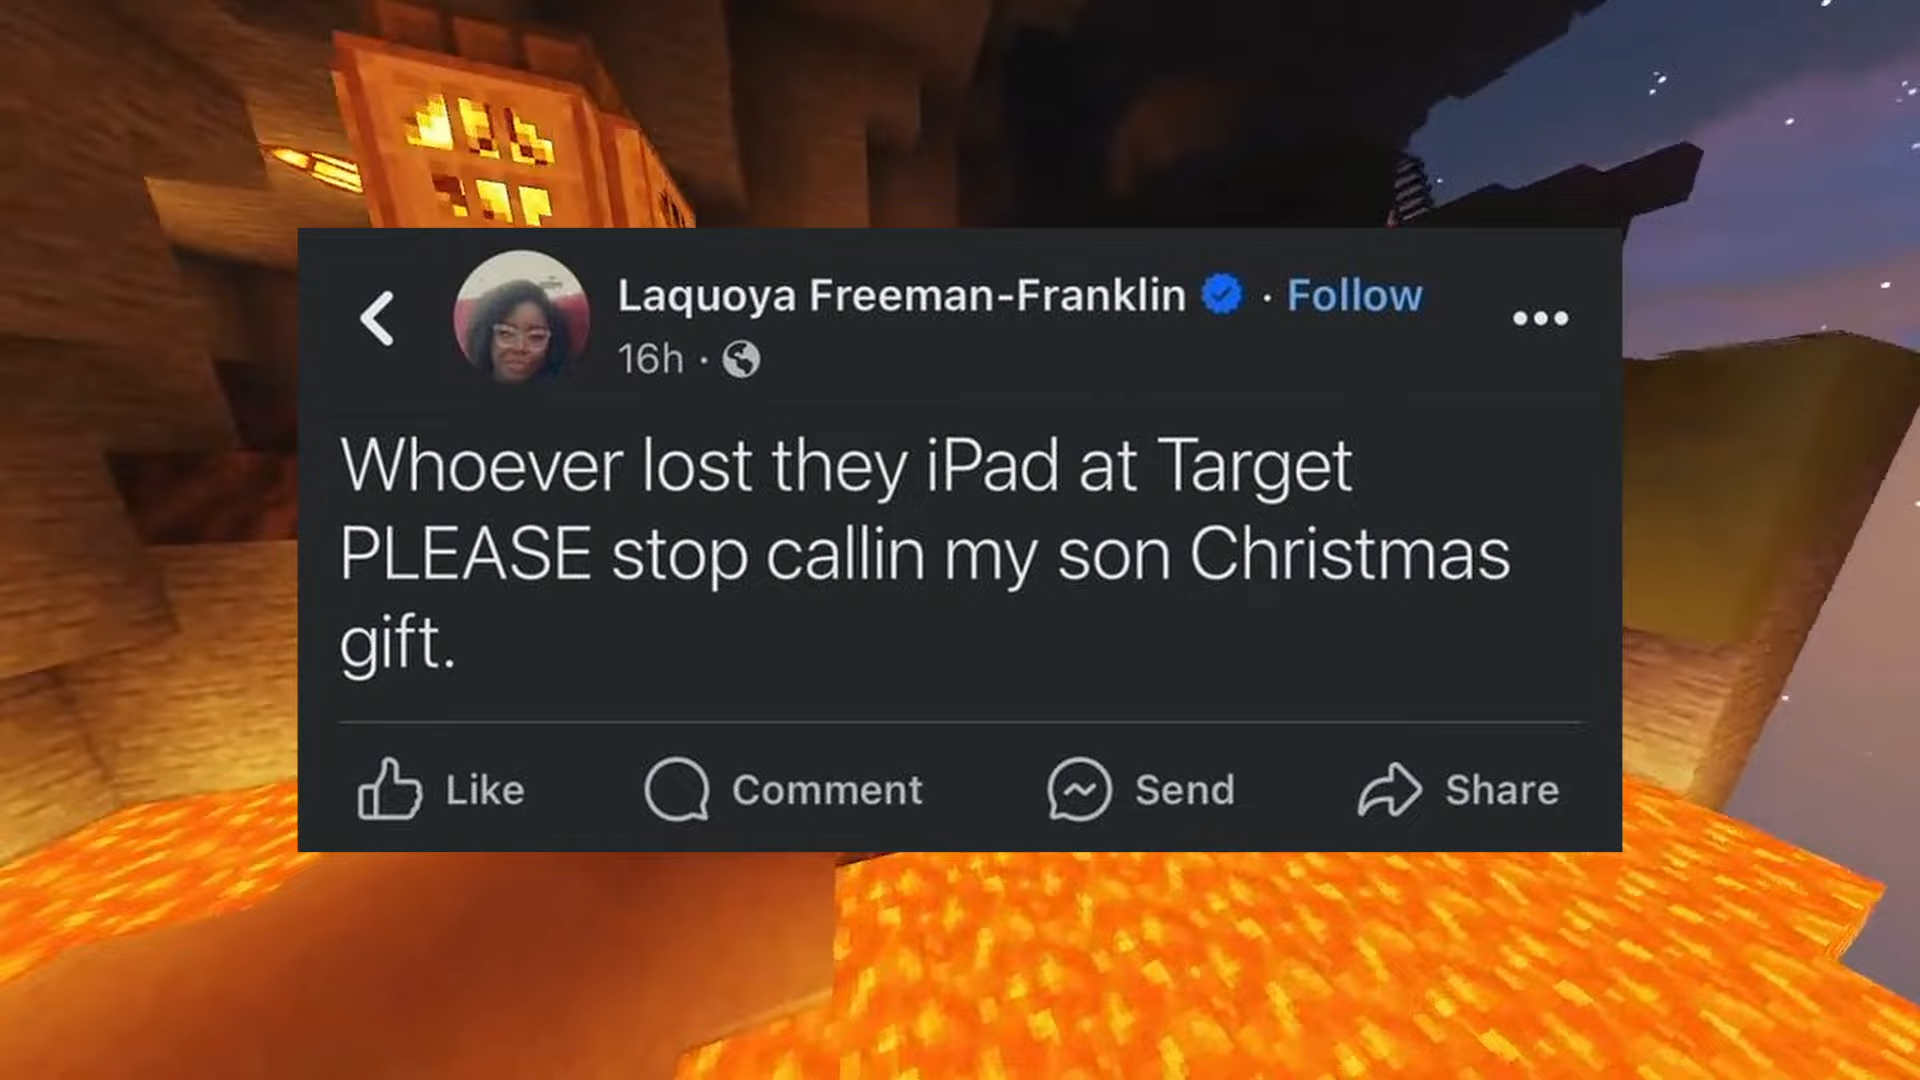 Laquoya Freeman-Franklin · Follow
16h ·
Whoever lost they iPad at Target
PLEASE stop callin my son Christmas
gift.
Like Comment Send Share